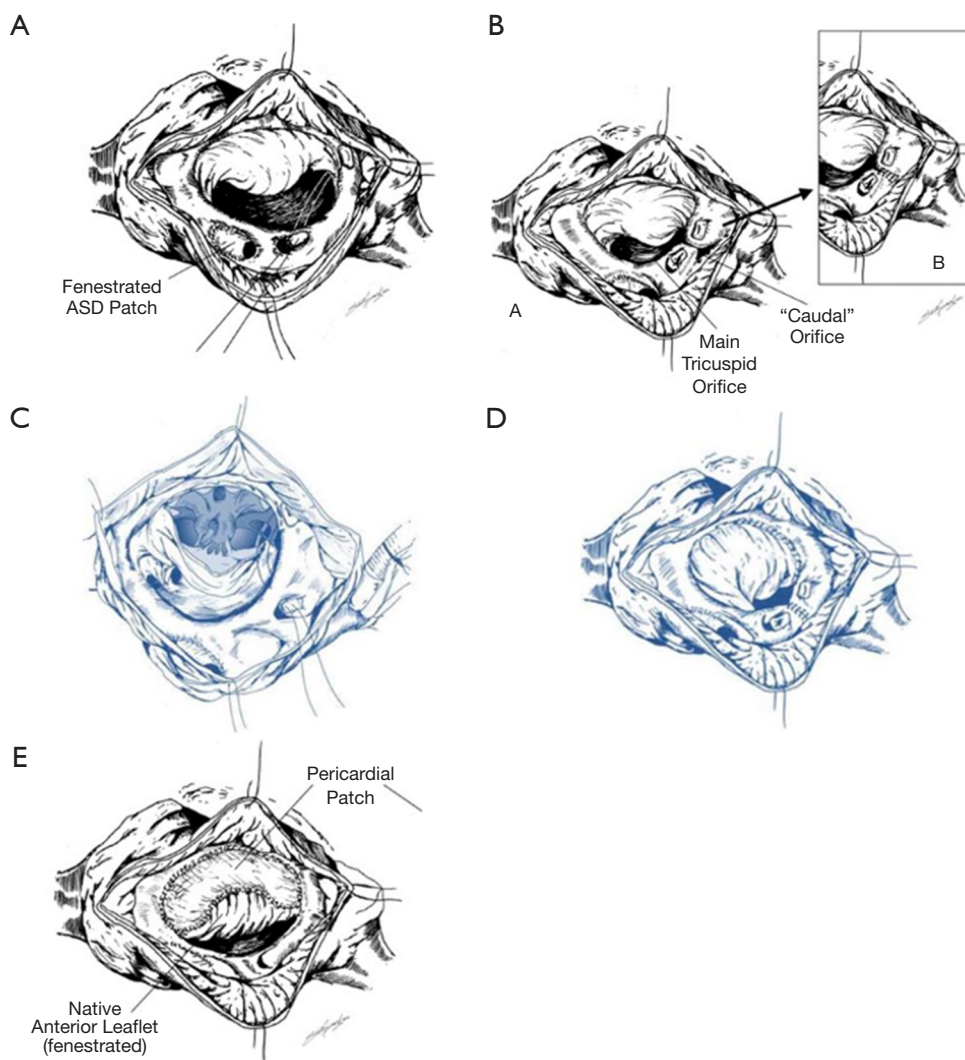 A
B
Fenestrated
ASD Patch
A
"Caudal"
Orifice
Main
Tricuspid
Orifice
B
C
D
E
Pericardial
Patch
Native
Anterior Leaflet
(fenestrated)